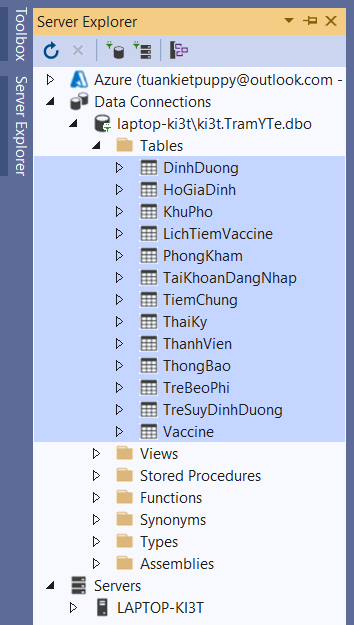 Toolbox
Server Explorer
Server Explorer
Azure (tuankietpuppy@outlook.com -
Data Connections
laptop-ki3t\ki3t.TramYTe.dbo
Tables
DinhDuong
HoGiaDinh
KhuPho
LichTiemVaccine
PhongKham
TaiKhoanDangNhap
TiemChung
ThaiKy
ThanhVien
ThongBao
TreBeoPhi
TreSuyDinhDuong
Vaccine
Views
Stored Procedures
Functions
Synonyms
Types
Assemblies
Servers
LAPTOP-KI3T